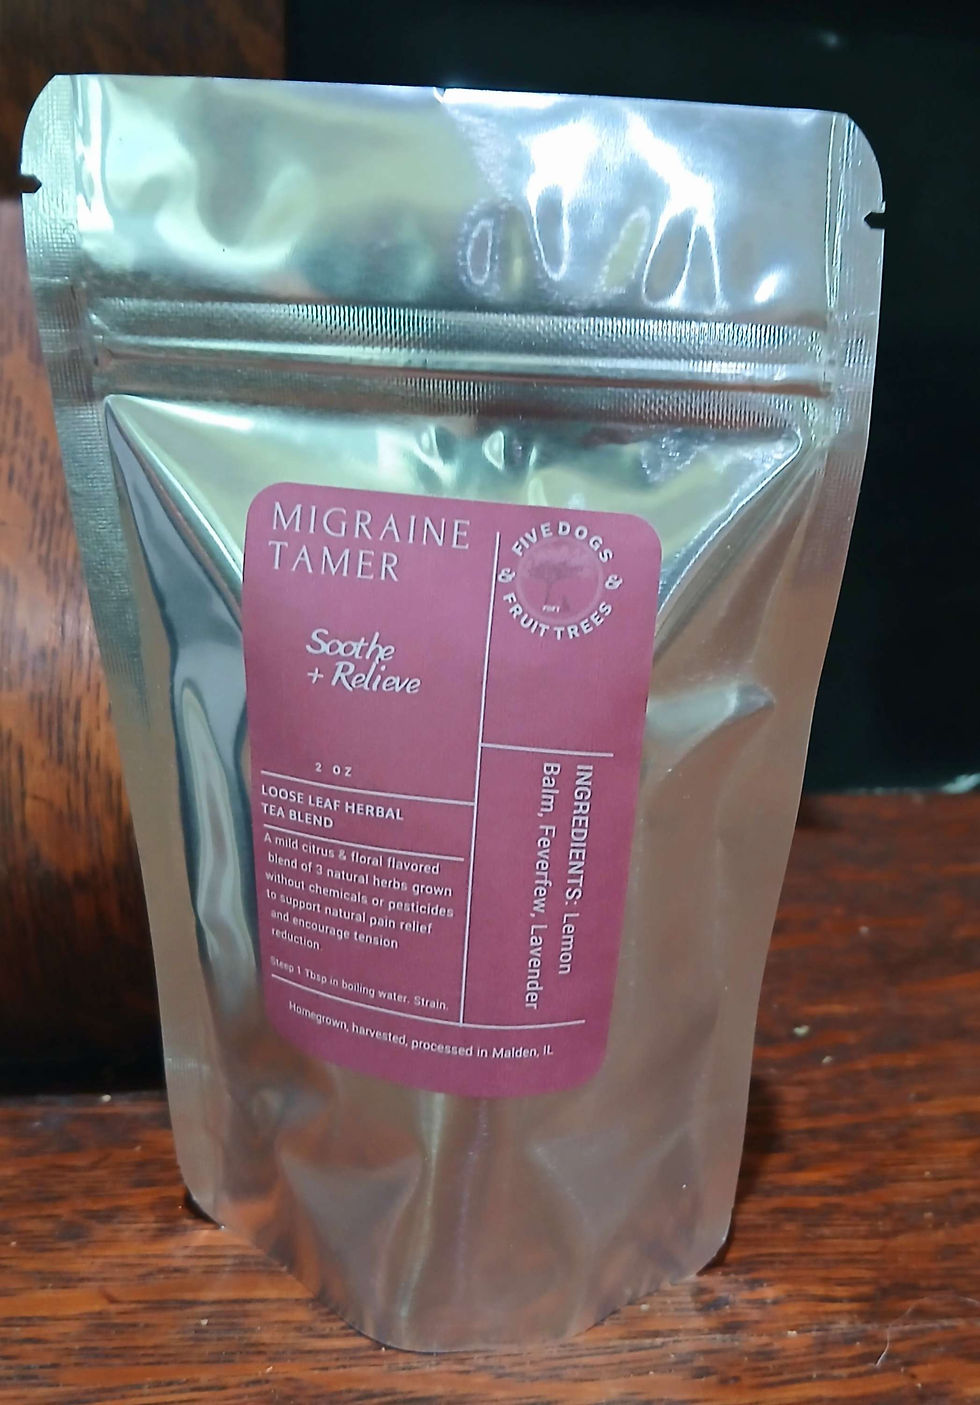 MIGRAINE
TAMER
Soothe
+ Relieve
2 OZ
LOOSE LEAF HERBAL
TEA BLEND
A mild citrus & floral flavored
blend of 3 natural herbs grown
without chemicals or pesticides
to support natural pain relief
and encourage tension
reduction.
Steep 1 Tbsp in boiling water. Strain.
FIVE DOGS
& FRUIT TREES &
INGREDIENTS: Lemon
Balm, Feverfew, Lavender
Homegrown, harvested, processed in Malden, IL